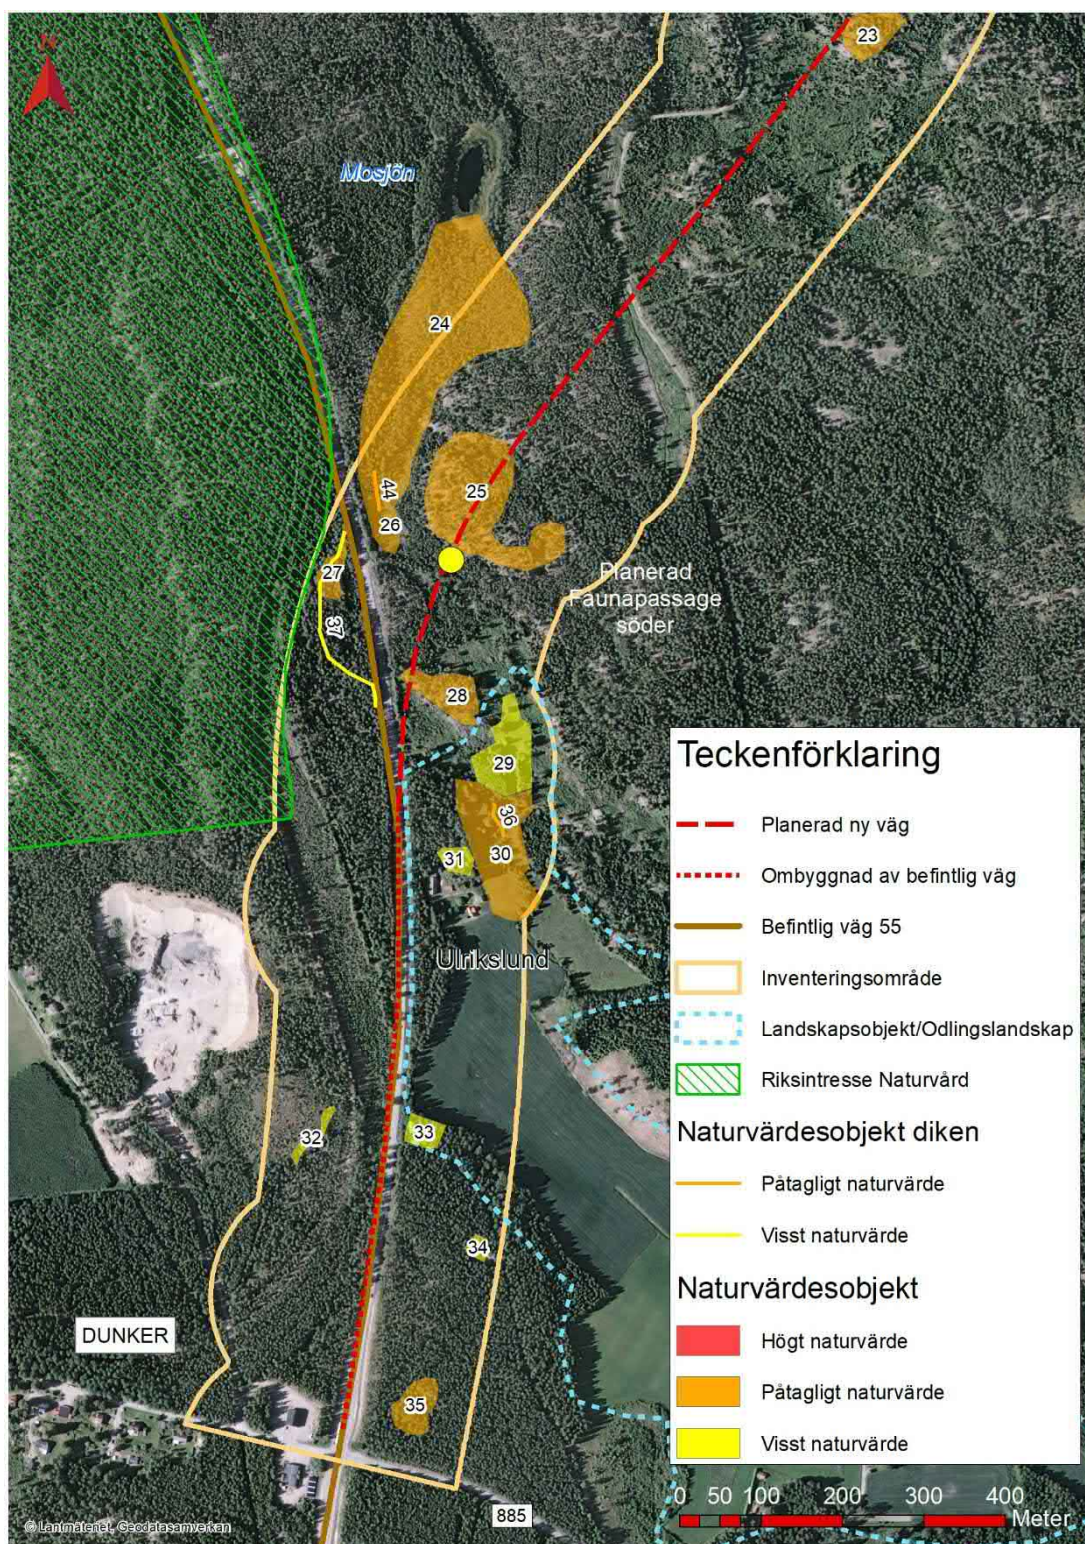 N
23
Mosjön
24
25
44
26
27
37
Planerad
Faunapassage
söder
28
29
36
30
31
Ulrikslund
32
33
34
35
DUNKER
885
Teckenförklaring
Planerad ny väg
Ombyggnad av befintlig väg
Befintlig väg 55
Inventeringsområde
Landskapsobjekt/Odlingslandskap
Riksintresse Naturvård
Naturvärdesobjekt diken
Påtagligt naturvärde
Visst naturvärde
Naturvärdesobjekt
Högt naturvärde
Påtagligt naturvärde
Visst naturvärde
0 50 100 200 300 400
Meter
© Lantmäteriet, Geodatasamverkan